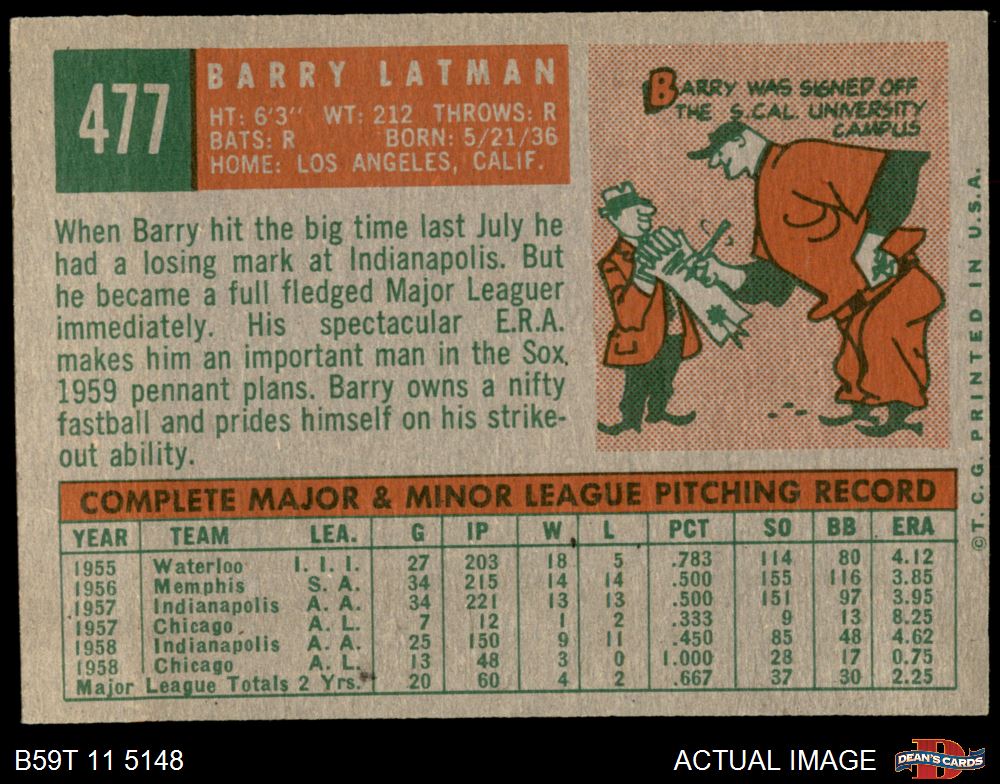 477
BARRY LATMAN
HT: 6'3" WT: 212 THROWS: R
BATS: R BORN: 5/21/36
HOME: LOS ANGELES, CALIF.
BARRY WAS SIGNED OFF
THE S. CAL. UNIVERSITY
CAMPUS
When Barry hit the big time last July he
had a losing mark at Indianapolis. But
he became a full fledged Major Leaguer
immediately. His spectacular E.R.A.
makes him an important man in the Sox,
1959 pennant plans. Barry owns a nifty
fastball and prides himself on his strike-
out ability.
COMPLETE MAJOR & MINOR LEAGUE PITCHING RECORD
YEAR TEAM LEA. G IP W L PCT SO BB ERA
1955 Waterloo I. I. I. 27 203 18 5 .783 114 80 4.12
1956 Memphis S. A. 34 215 14 14 .500 155 116 3.85
1957 Indianapolis A. A. 34 221 13 13 .500 151 97 3.95
1957 Chicago A. L. 7 12 1 2 .333 9 13 8.25
1958 Indianapolis A. A. 25 150 9 11 .450 85 48 4.62
1958 Chicago A. L. 13 48 3 0 1.000 28 17 0.75
Major League Totals 2 Yrs. 20 60 4 2 .667 37 30 2.25
©T.C.G. PRINTED IN U.S.A.
B59T 11 5148
ACTUAL IMAGE
DEAN'S CARDS